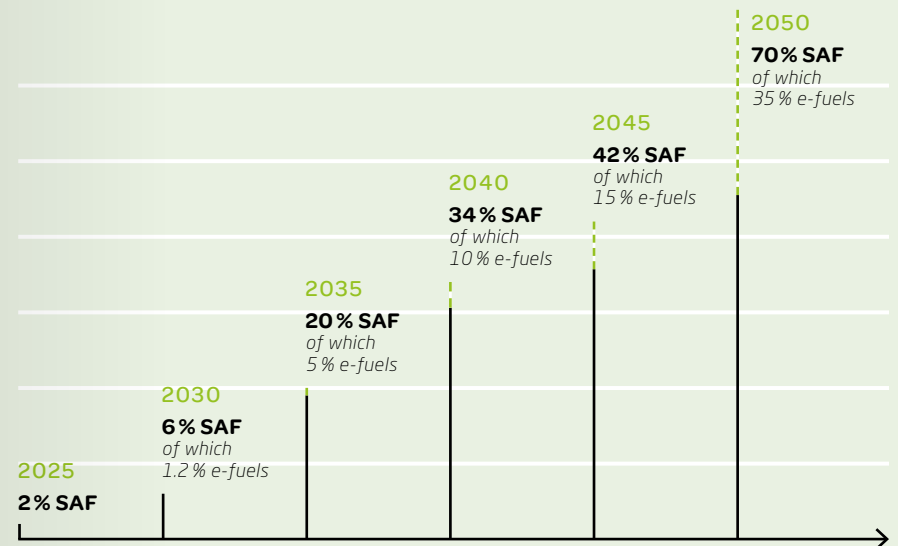 2025
2% SAF
2030
6% SAF
of which
1.2% e-fuels
2035
20% SAF
of which
5% e-fuels
2040
34% SAF
of which
10% e-fuels
2045
42% SAF
of which
15% e-fuels
2050
70% SAF
of which
35% e-fuels